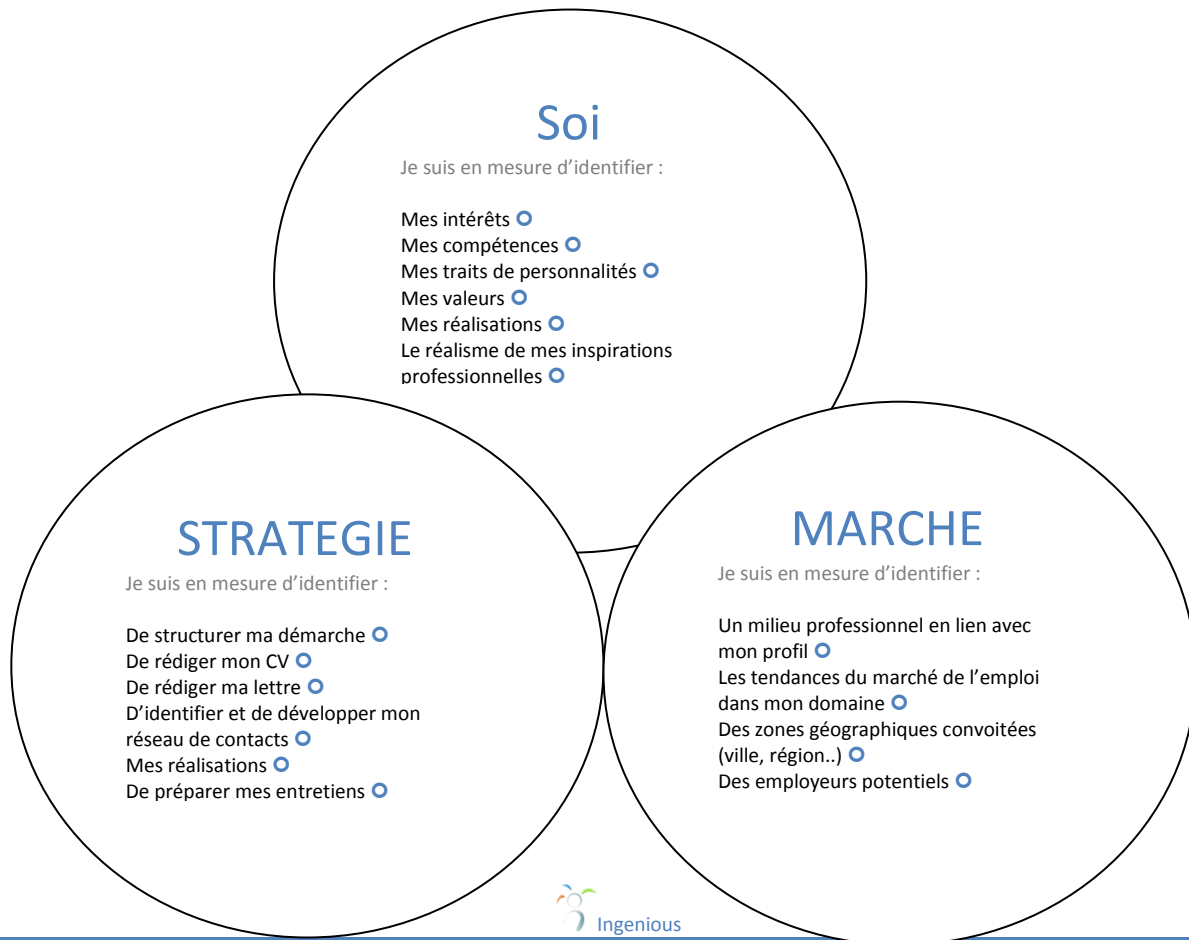 Soi
Je suis en mesure d’identifier :
Mes intérêts
Mes compétences
Mes traits de personnalités
Mes valeurs
Mes réalisations
Le réalisme de mes inspirations
professionnelles
STRATEGIE
Je suis en mesure d’identifier :
De structurer ma démarche
De rédiger mon CV
De rédiger ma lettre
D’identifier et de développer mon
réseau de contacts
Mes réalisations
De préparer mes entretiens
MARCHE
Je suis en mesure d’identifier :
Un milieu professionnel en lien avec
mon profil
Les tendances du marché de l’emploi
dans mon domaine
Des zones géographiques convoitées
(ville, région..)
Des employeurs potentiels
Ingenious